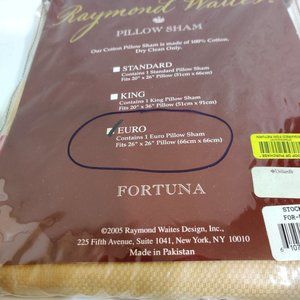 Raymond Waites
PILLOW SHAM
Our Cotton Pillow Sham is made of 100% Cotton.
Dry Clean Only.
STANDARD
Contains 1 Standard Pillow Sham
Fits 20" x 26" Pillow (51cm x 66cm)
KING
Contains 1 King Pillow Sham
Fits 20" x 36" Pillow (51cm x 91cm)
EURO
Contains 1 Euro Pillow Sham
Fits 26" x 26" Pillow (66cm x 66cm)
FORTUNA
Dillard's
STOCK
FOR-
©2005 Raymond Waites Design, Inc.,
225 Fifth Avenue, Suite 1041, New York, NY 10010
Made in Pakistan